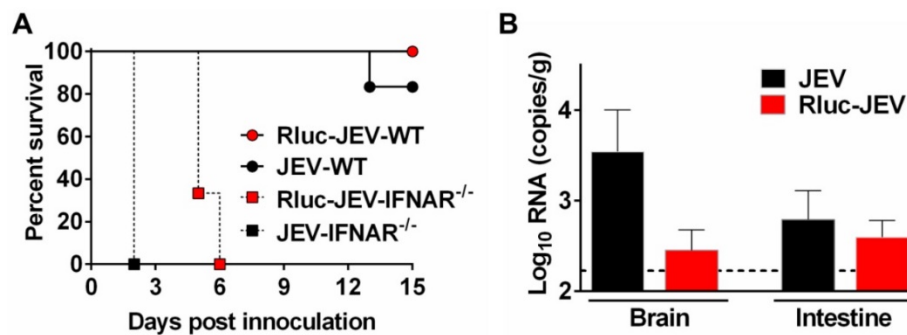 A
Percent survival
100
80
60
40
20
0
0 3 6 9 12 15
Days post innoculation
Rluc-JEV-WT
JEV-WT
Rluc-JEV-IFNAR-/-
JEV-IFNAR-/-
B
Log10 RNA (copies/g)
4
3
2
JEV
Rluc-JEV
Brain Intestine